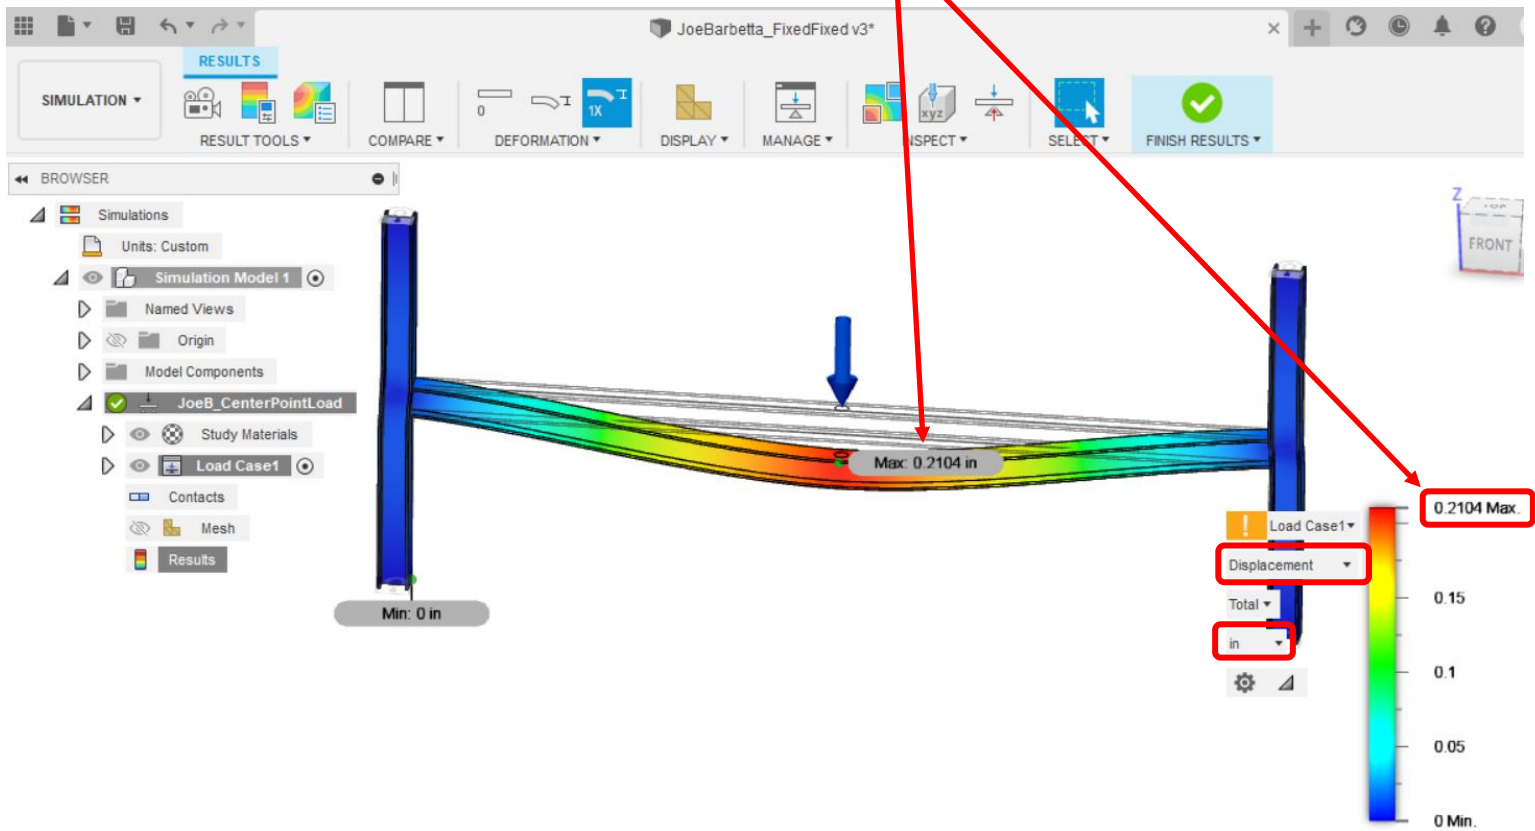 JoeBarbetta_FixedFixed v3*
RESULTS
SIMULATION
0
1X
xyz
RESULT TOOLS
COMPARE
DEFORMATION
DISPLAY
MANAGE
INSPECT
SELECT
FINISH RESULTS
BROWSER
Simulations
Units: Custom
Simulation Model 1
Named Views
Origin
Model Components
JoeB_CenterPointLoad
Study Materials
Load Case1
Contacts
Mesh
Results
Z
TOP
FRONT
Max: 0.2104 in
Min: 0 in
Load Case1
Displacement
Total
in
0.2104 Max.
0.15
0.1
0.05
0 Min.